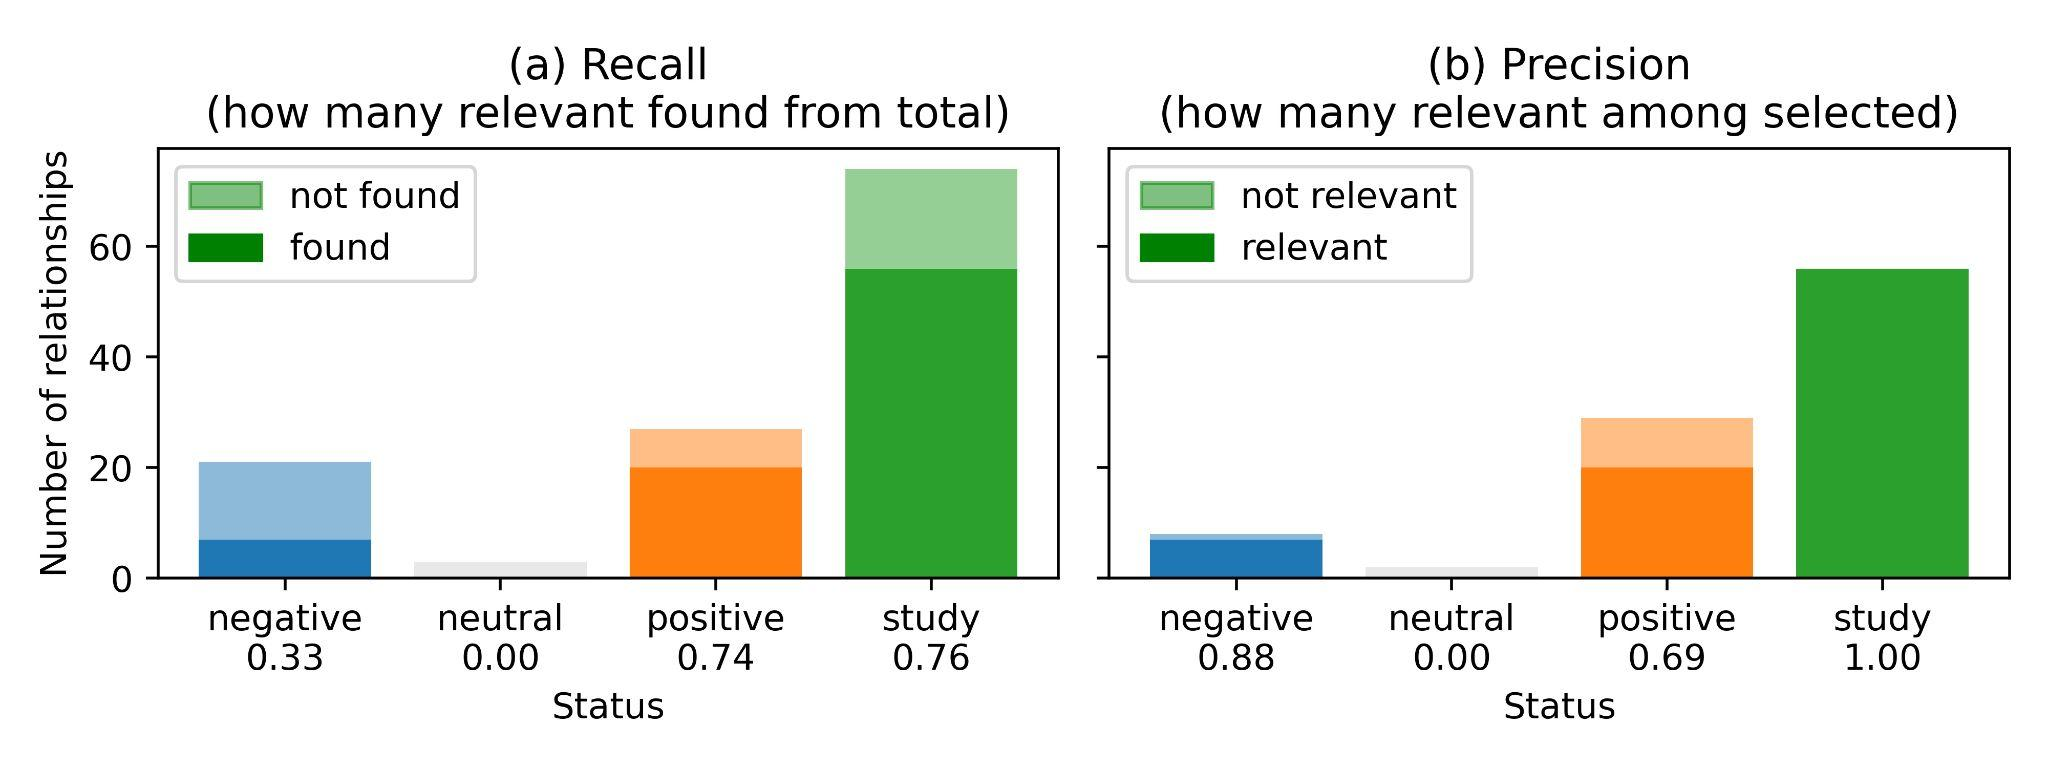 (a) Recall
(how many relevant found from total)
not found
found
Number of relationships
60
40
20
0
negative
0.33
neutral
0.00
positive
0.74
study
0.76
Status
(b) Precision
(how many relevant among selected)
not relevant
relevant
negative
0.88
neutral
0.00
positive
0.69
study
1.00
Status